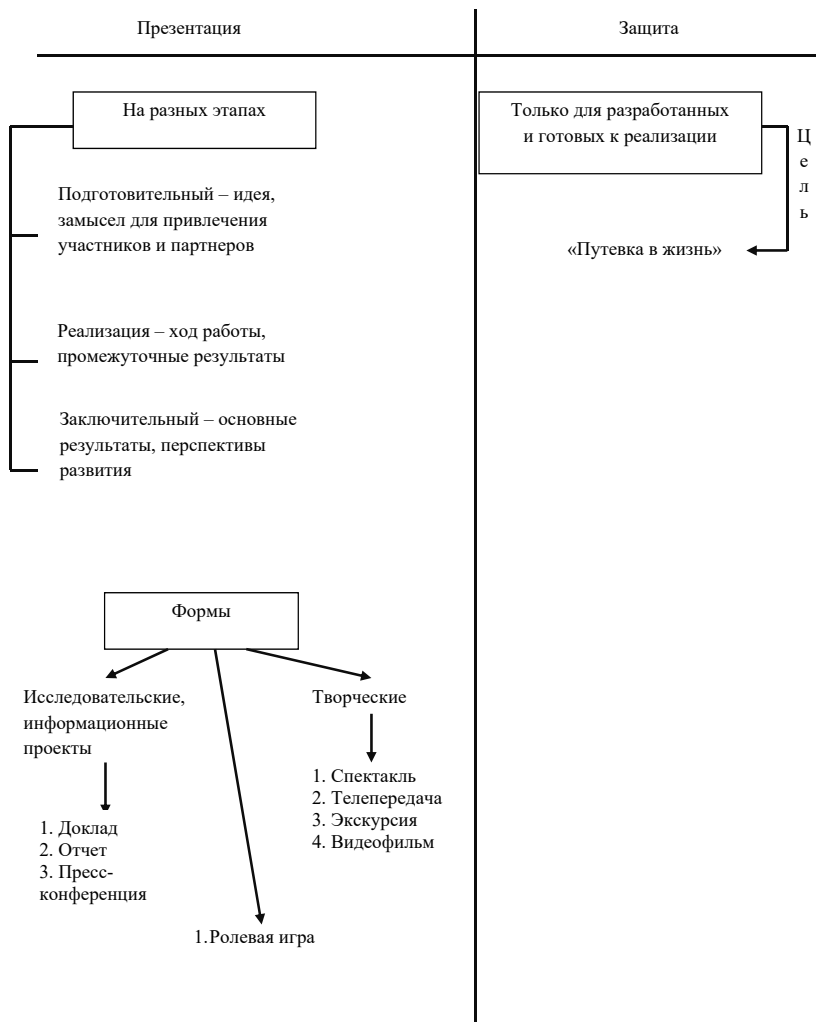 Презентация
Защита
На разных этапах
Подготовительный – идея,
замысел для привлечения
участников и партнеров
Реализация – ход работы,
промежуточные результаты
Заключительный – основные
результаты, перспективы
развития
Только для разработанных
и готовых к реализации
Цель
«Путевка в жизнь»
Формы
Исследовательские,
информационные
проекты
1. Доклад
2. Отчет
3. Пресс-
конференция
1.Ролевая игра
Творческие
1. Спектакль
2. Телепередача
3. Экскурсия
4. Видеофильм